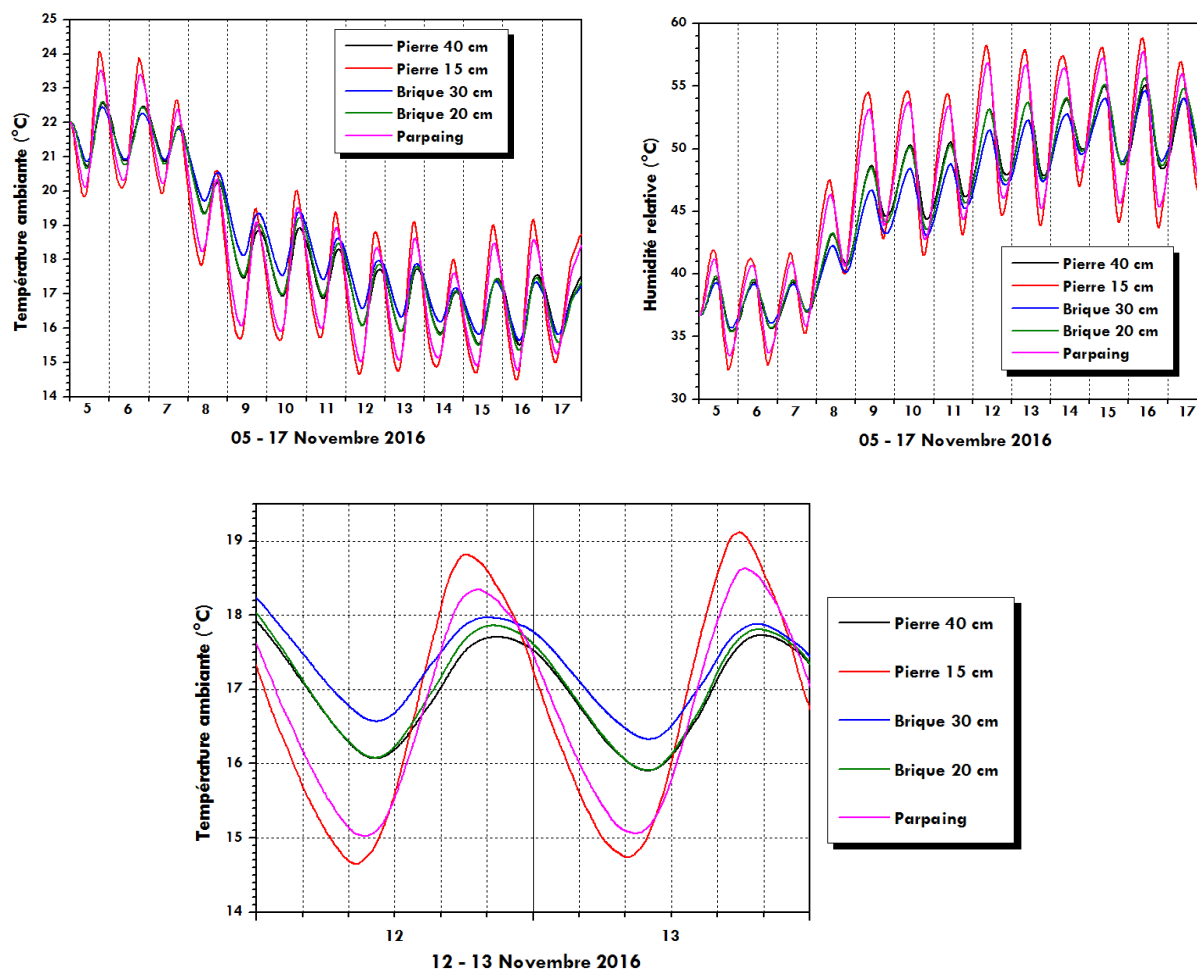 25
24
23
22
21
20
19
18
17
16
15
14
Température ambiante (°C)
Pierre 40 cm
Pierre 15 cm
Brique 30 cm
Brique 20 cm
Parpaing
5 6 7 8 9 10 11 12 13 14 15 16 17
05 - 17 Novembre 2016
60
55
50
45
40
35
30
Humidité relative (°C)
Pierre 40 cm
Pierre 15 cm
Brique 30 cm
Brique 20 cm
Parpaing
5 6 7 8 9 10 11 12 13 14 15 16 17
05 - 17 Novembre 2016
19
18
17
16
15
14
Température ambiante (°C)
Pierre 40 cm
Pierre 15 cm
Brique 30 cm
Brique 20 cm
Parpaing
12 13
12 - 13 Novembre 2016